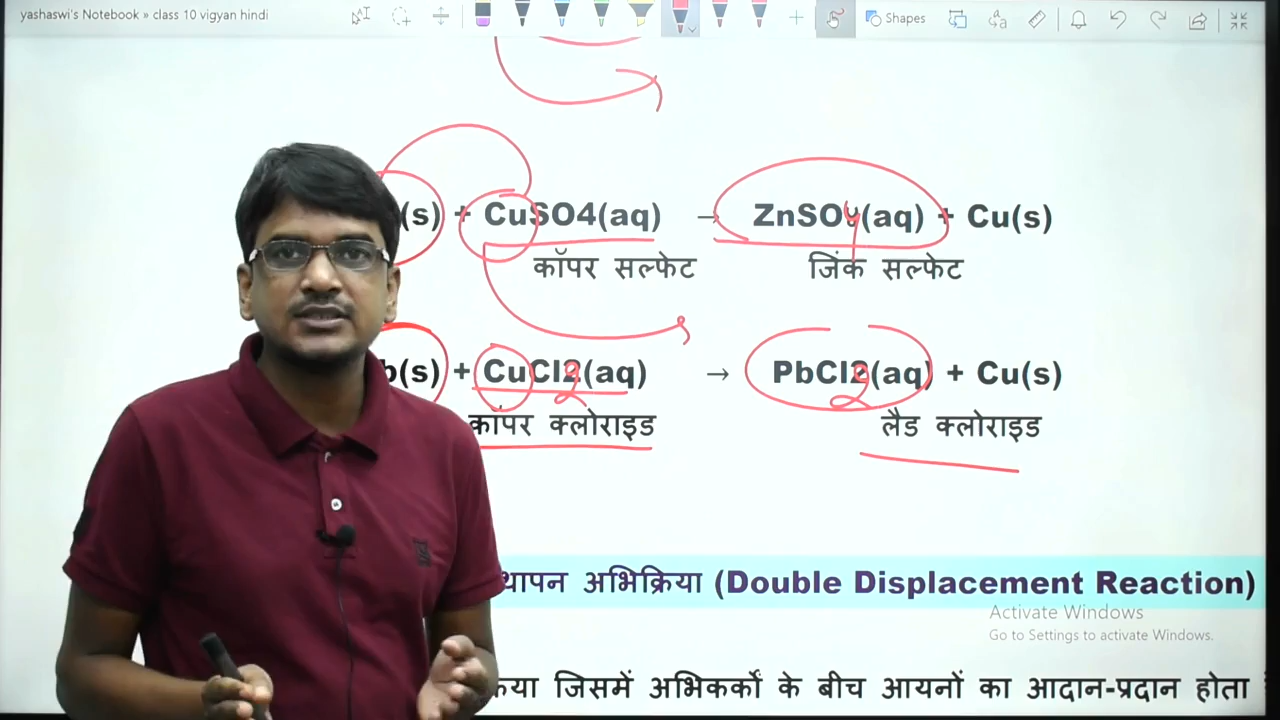 yashaswi's Notebook » class 10 vigyan hindi
Shapes
(s) + CuSO4(aq) → ZnSO4(aq) + Cu(s)
कॉपर सल्फेट जिंक सल्फेट
b(s) + CuCl2(aq) → PbCl2(aq) + Cu(s)
कॉपर क्लोराइड लैड क्लोराइड
थापन अभिक्रिया (Double Displacement Reaction)
Activate Windows
Go to Settings to activate Windows.
जिसमें अभिकर्कों के बीच आयनों का आदान-प्रदान होता